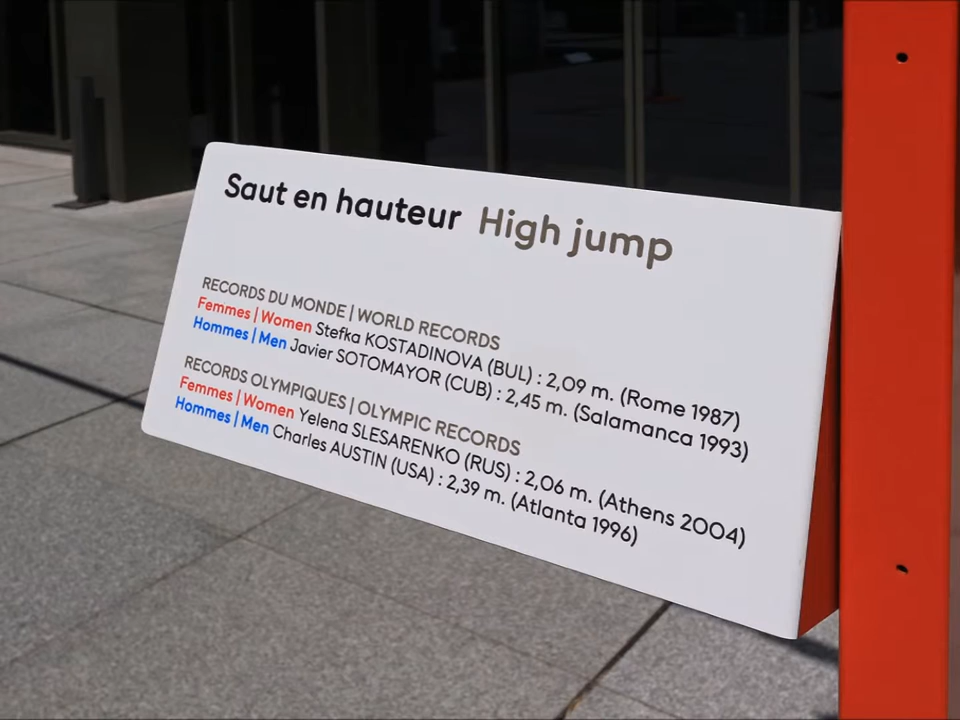 Saut en hauteur High jump
RECORDS DU MONDE | WORLD RECORDS
Femmes | Women Stefka KOSTADINOVA (BUL) : 2,09 m. (Rome 1987)
Hommes | Men Javier SOTOMAYOR (CUB) : 2,45 m. (Salamanca 1993)
RECORDS OLYMPIQUES | OLYMPIC RECORDS
Femmes | Women Yelena SLESARENKO (RUS) : 2,06 m. (Athens 2004)
Hommes | Men Charles AUSTIN (USA) : 2,39 m. (Atlanta 1996)